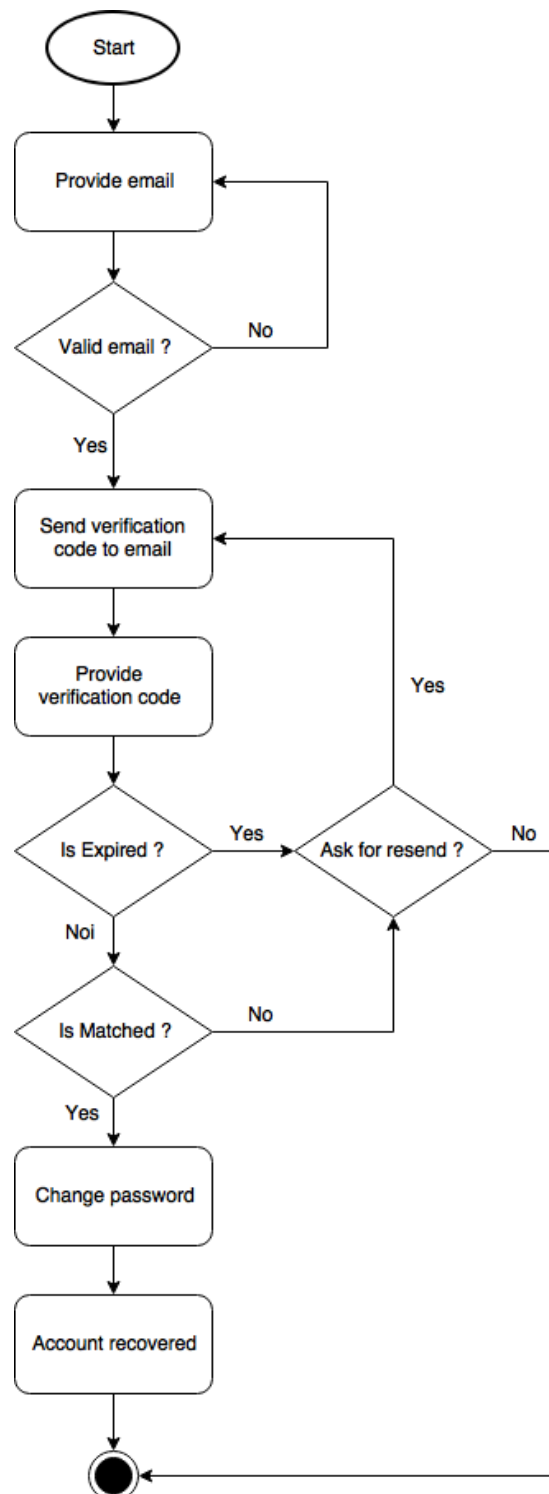 Start
Provide email
Valid email ?
No
Yes
Send verification
code to email
Provide
verification code
Yes
Is Expired ?
Yes
Ask for resend ?
No
Noi
Is Matched ?
No
Yes
Change password
Account recovered